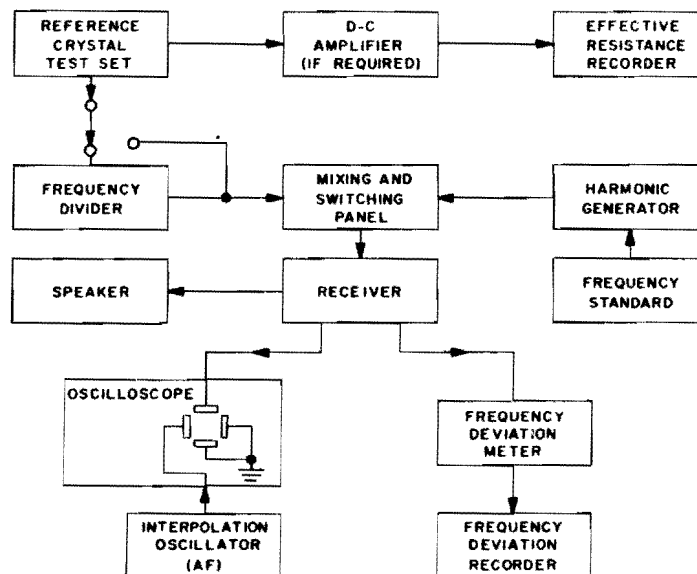 REFERENCE
CRYSTAL
TEST SET
D-C
AMPLIFIER
(IF REQUIRED)
EFFECTIVE
RESISTANCE
RECORDER
FREQUENCY
DIVIDER
MIXING AND
SWITCHING
PANEL
HARMONIC
GENERATOR
SPEAKER
RECEIVER
FREQUENCY
STANDARD
OSCILLOSCOPE
FREQUENCY
DEVIATION
METER
INTERPOLATION
OSCILLATOR
(AF)
FREQUENCY
DEVIATION
RECORDER